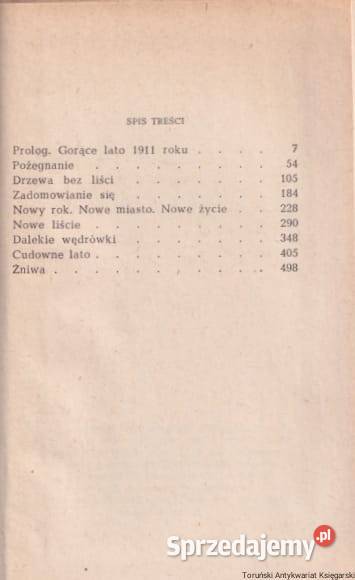 SPIS TREŚCI
Prolog. Gorące lato 1911 roku . . . . 7
Pożegnanie . . . . . . . . 54
Drzewa bez liści . . . . . . . 105
Zadomowianie się . . . . . . . 184
Nowy rok. Nowe miasto. Nowe życie . . 228
Nowe liście . . . . . . . . 290
Dalekie wędrówki . . . . . . . 348
Cudowne lato . . . . . . . . 405
Żniwa . . . . . . . . . . 498
Sprzedajemy.pl
Toruński Antykwariat Księgarski